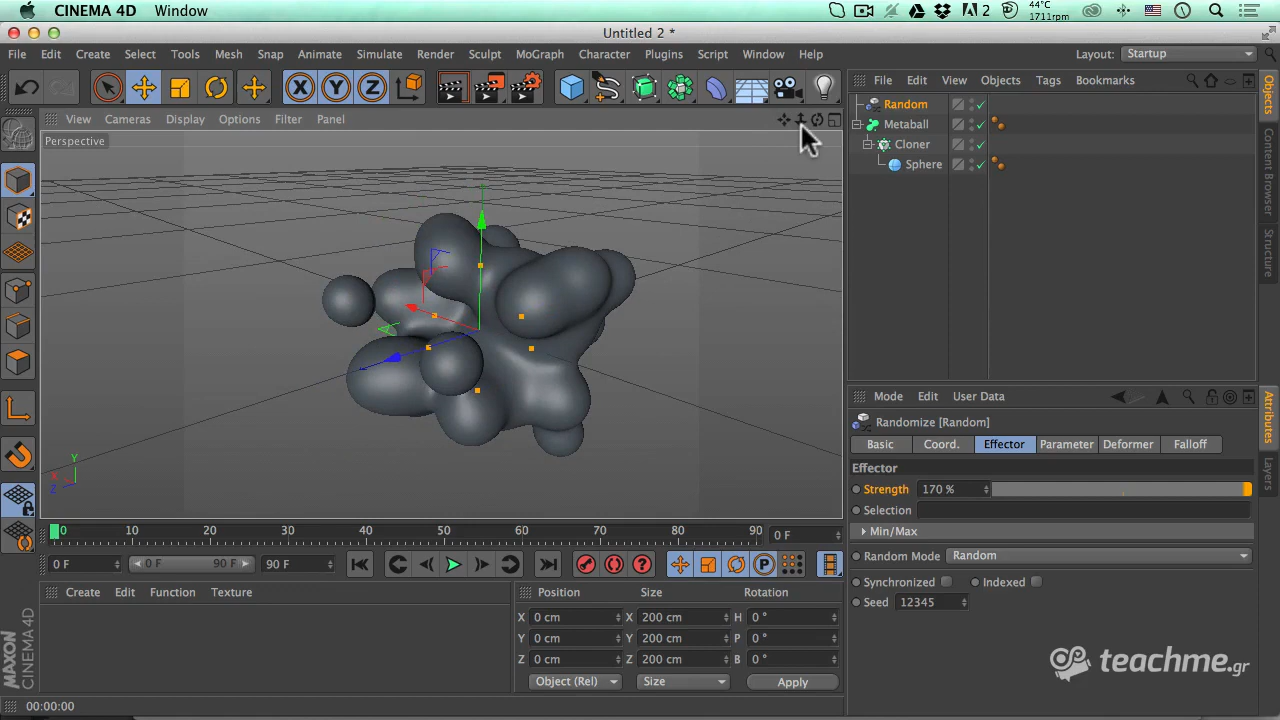 CINEMA 4D Window
2
44°C
1711rpm
Untitled 2 *
File Edit Create Select Tools Mesh Snap Animate Simulate Render Sculpt MoGraph Character Plugins Script Window Help
Layout: Startup
X Y Z
File Edit View Objects Tags Bookmarks
View Cameras Display Options Filter Panel
Perspective
Random
Metaball
Cloner
Sphere
Objects
Content Browser
Structure
Y
X
Z
Mode Edit User Data
Randomize [Random]
Basic Coord. Effector Parameter Deformer Falloff
Effector
Strength 170 %
Selection
Min/Max
Random Mode Random
Synchronized Indexed
Seed 12345
Attributes
Layers
0 10 20 30 40 50 60 70 80 90
0 F
0 F 0 F 90 F 90 F
P
Create Edit Function Texture
Position Size Rotation
X 0 cm X 200 cm H 0 °
Y 0 cm Y 200 cm P 0 °
Z 0 cm Z 200 cm B 0 °
Object (Rel) Size Apply
MAXON
CINEMA 4D
00:00:00
teachme.gr